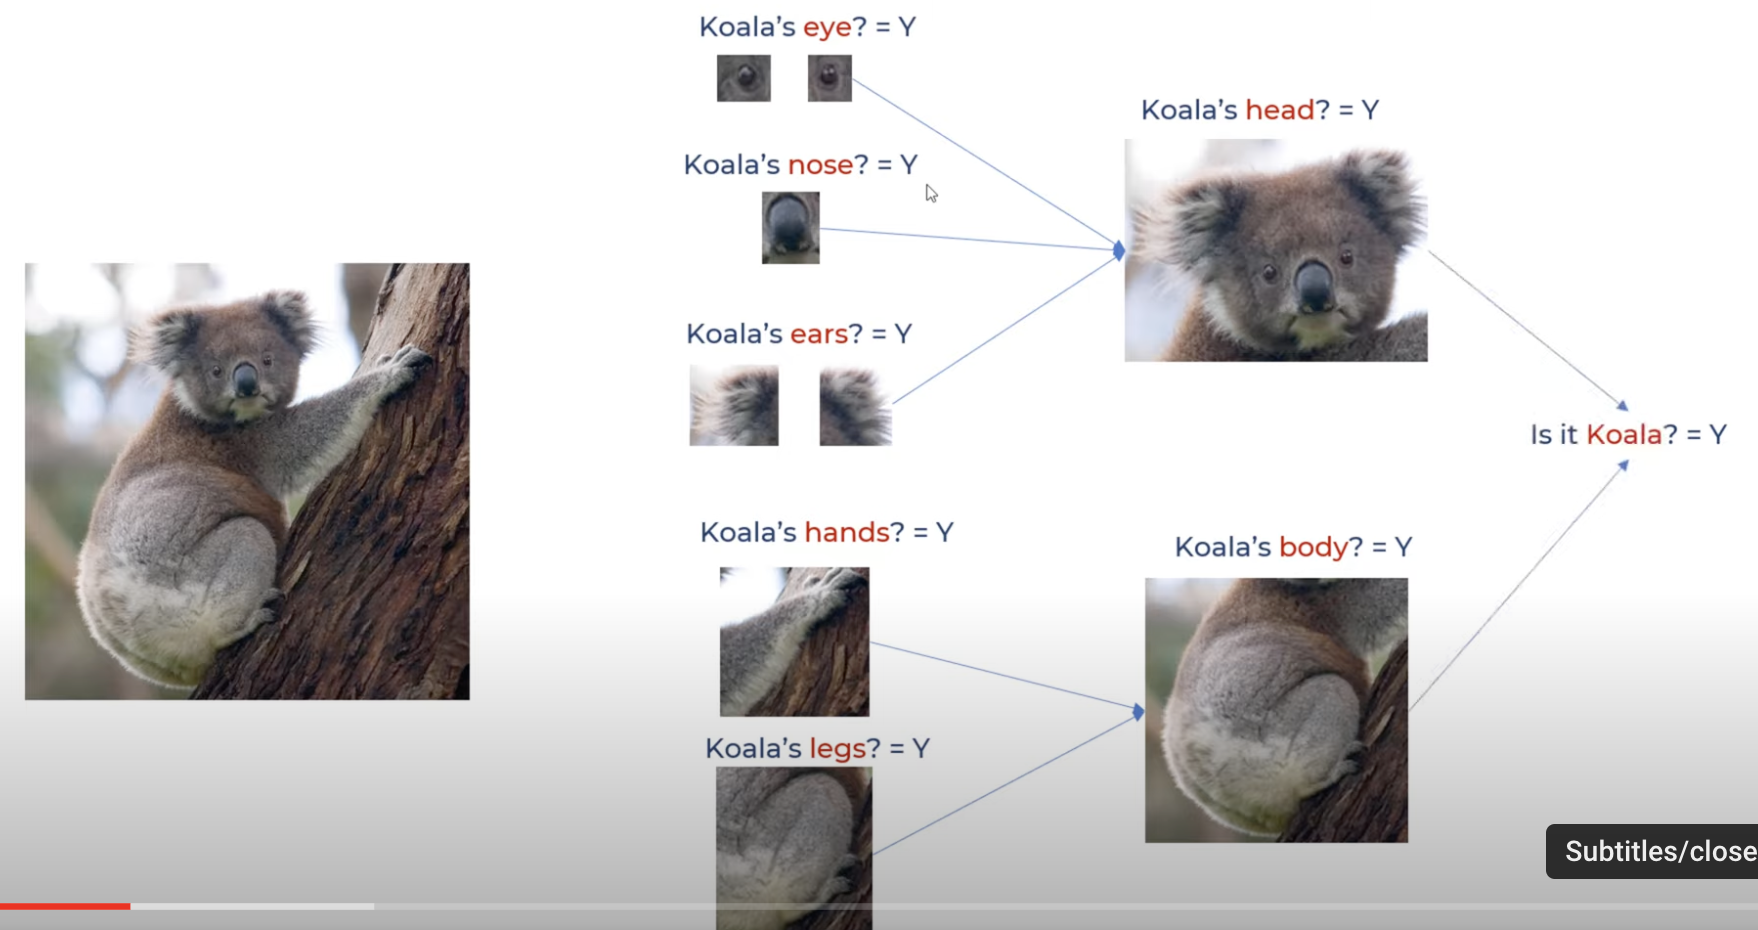 Koala's eye? = Y
Koala's nose? = Y
Koala's ears? = Y
Koala's hands? = Y
Koala's legs? = Y
Koala's head? = Y
Koala's body? = Y
Is it Koala? = Y
Subtitles/close